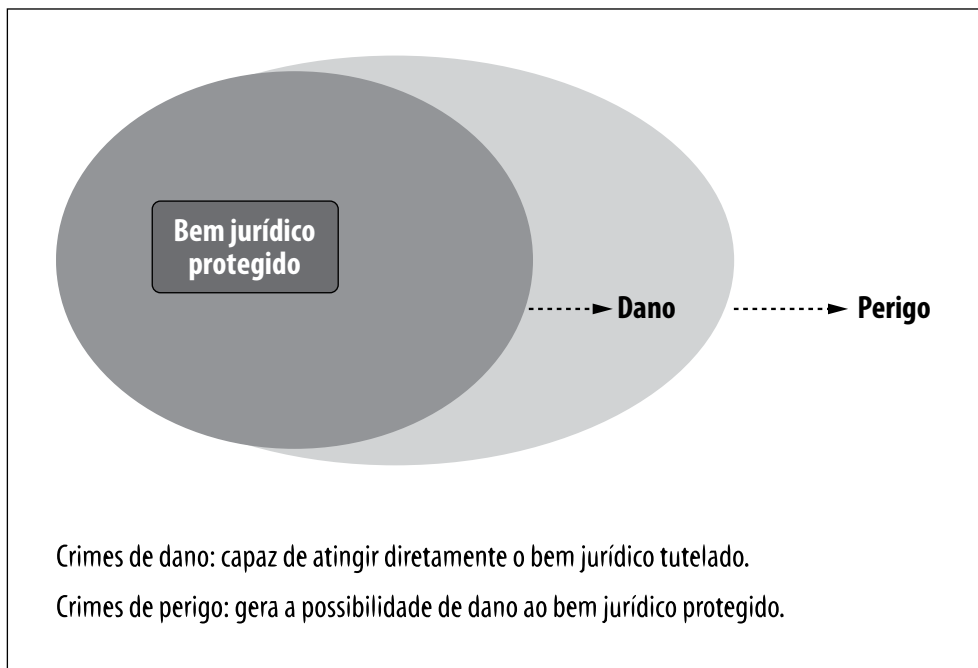 Bem jurídico
protegido
Dano
Perigo
Crimes de dano: capaz de atingir diretamente o bem jurídico tutelado.
Crimes de perigo: gera a possibilidade de dano ao bem jurídico protegido.